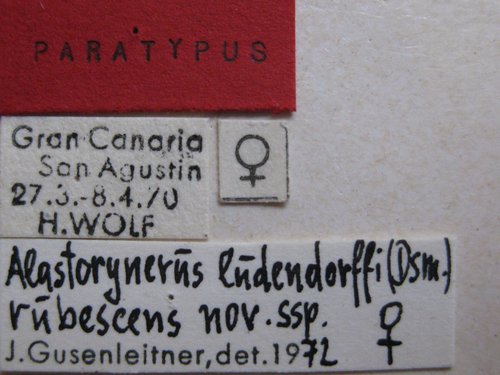 PARATYPUS
Gran Canaria
San Agustin
27.3.-8.4.70
H.WOLF
♀
Alastorynerus ludendorffi (Dsm.)
rubescens nov. ssp.
♀
J.Gusenleitner, det. 1972